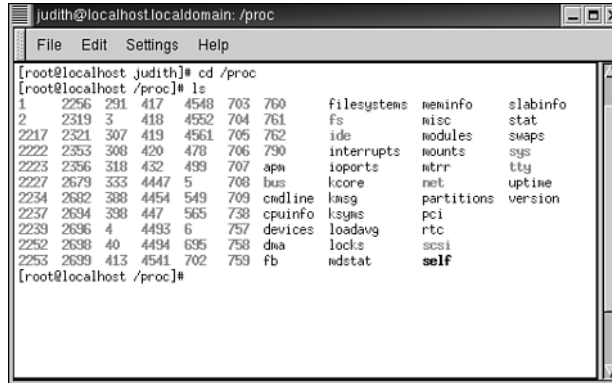 judith@localhost.localdomain: /proc
File Edit Settings Help
[root@localhost judith]# cd /proc
[root@localhost /proc]# ls
1 2256 291 417 4548 703 760 filesystems meminfo slabinfo
2 2319 3 418 4552 704 761 fs misc stat
2217 2321 307 419 4561 705 762 ide modules swaps
2222 2353 308 420 478 706 790 interrupts mounts sys
2223 2356 318 432 499 707 apm ioports mtrr tty
2227 2679 333 4447 5 708 bus kcore net uptime
2234 2682 388 4454 549 709 cmdline kmsg partitions version
2237 2694 398 447 565 738 cpuinfo ksyms pci
2239 2696 4 4493 6 757 devices loadavg rtc
2252 2698 40 4494 695 758 dma locks scsi
2253 2699 413 4541 702 759 fb mdstat self
[root@localhost /proc]#